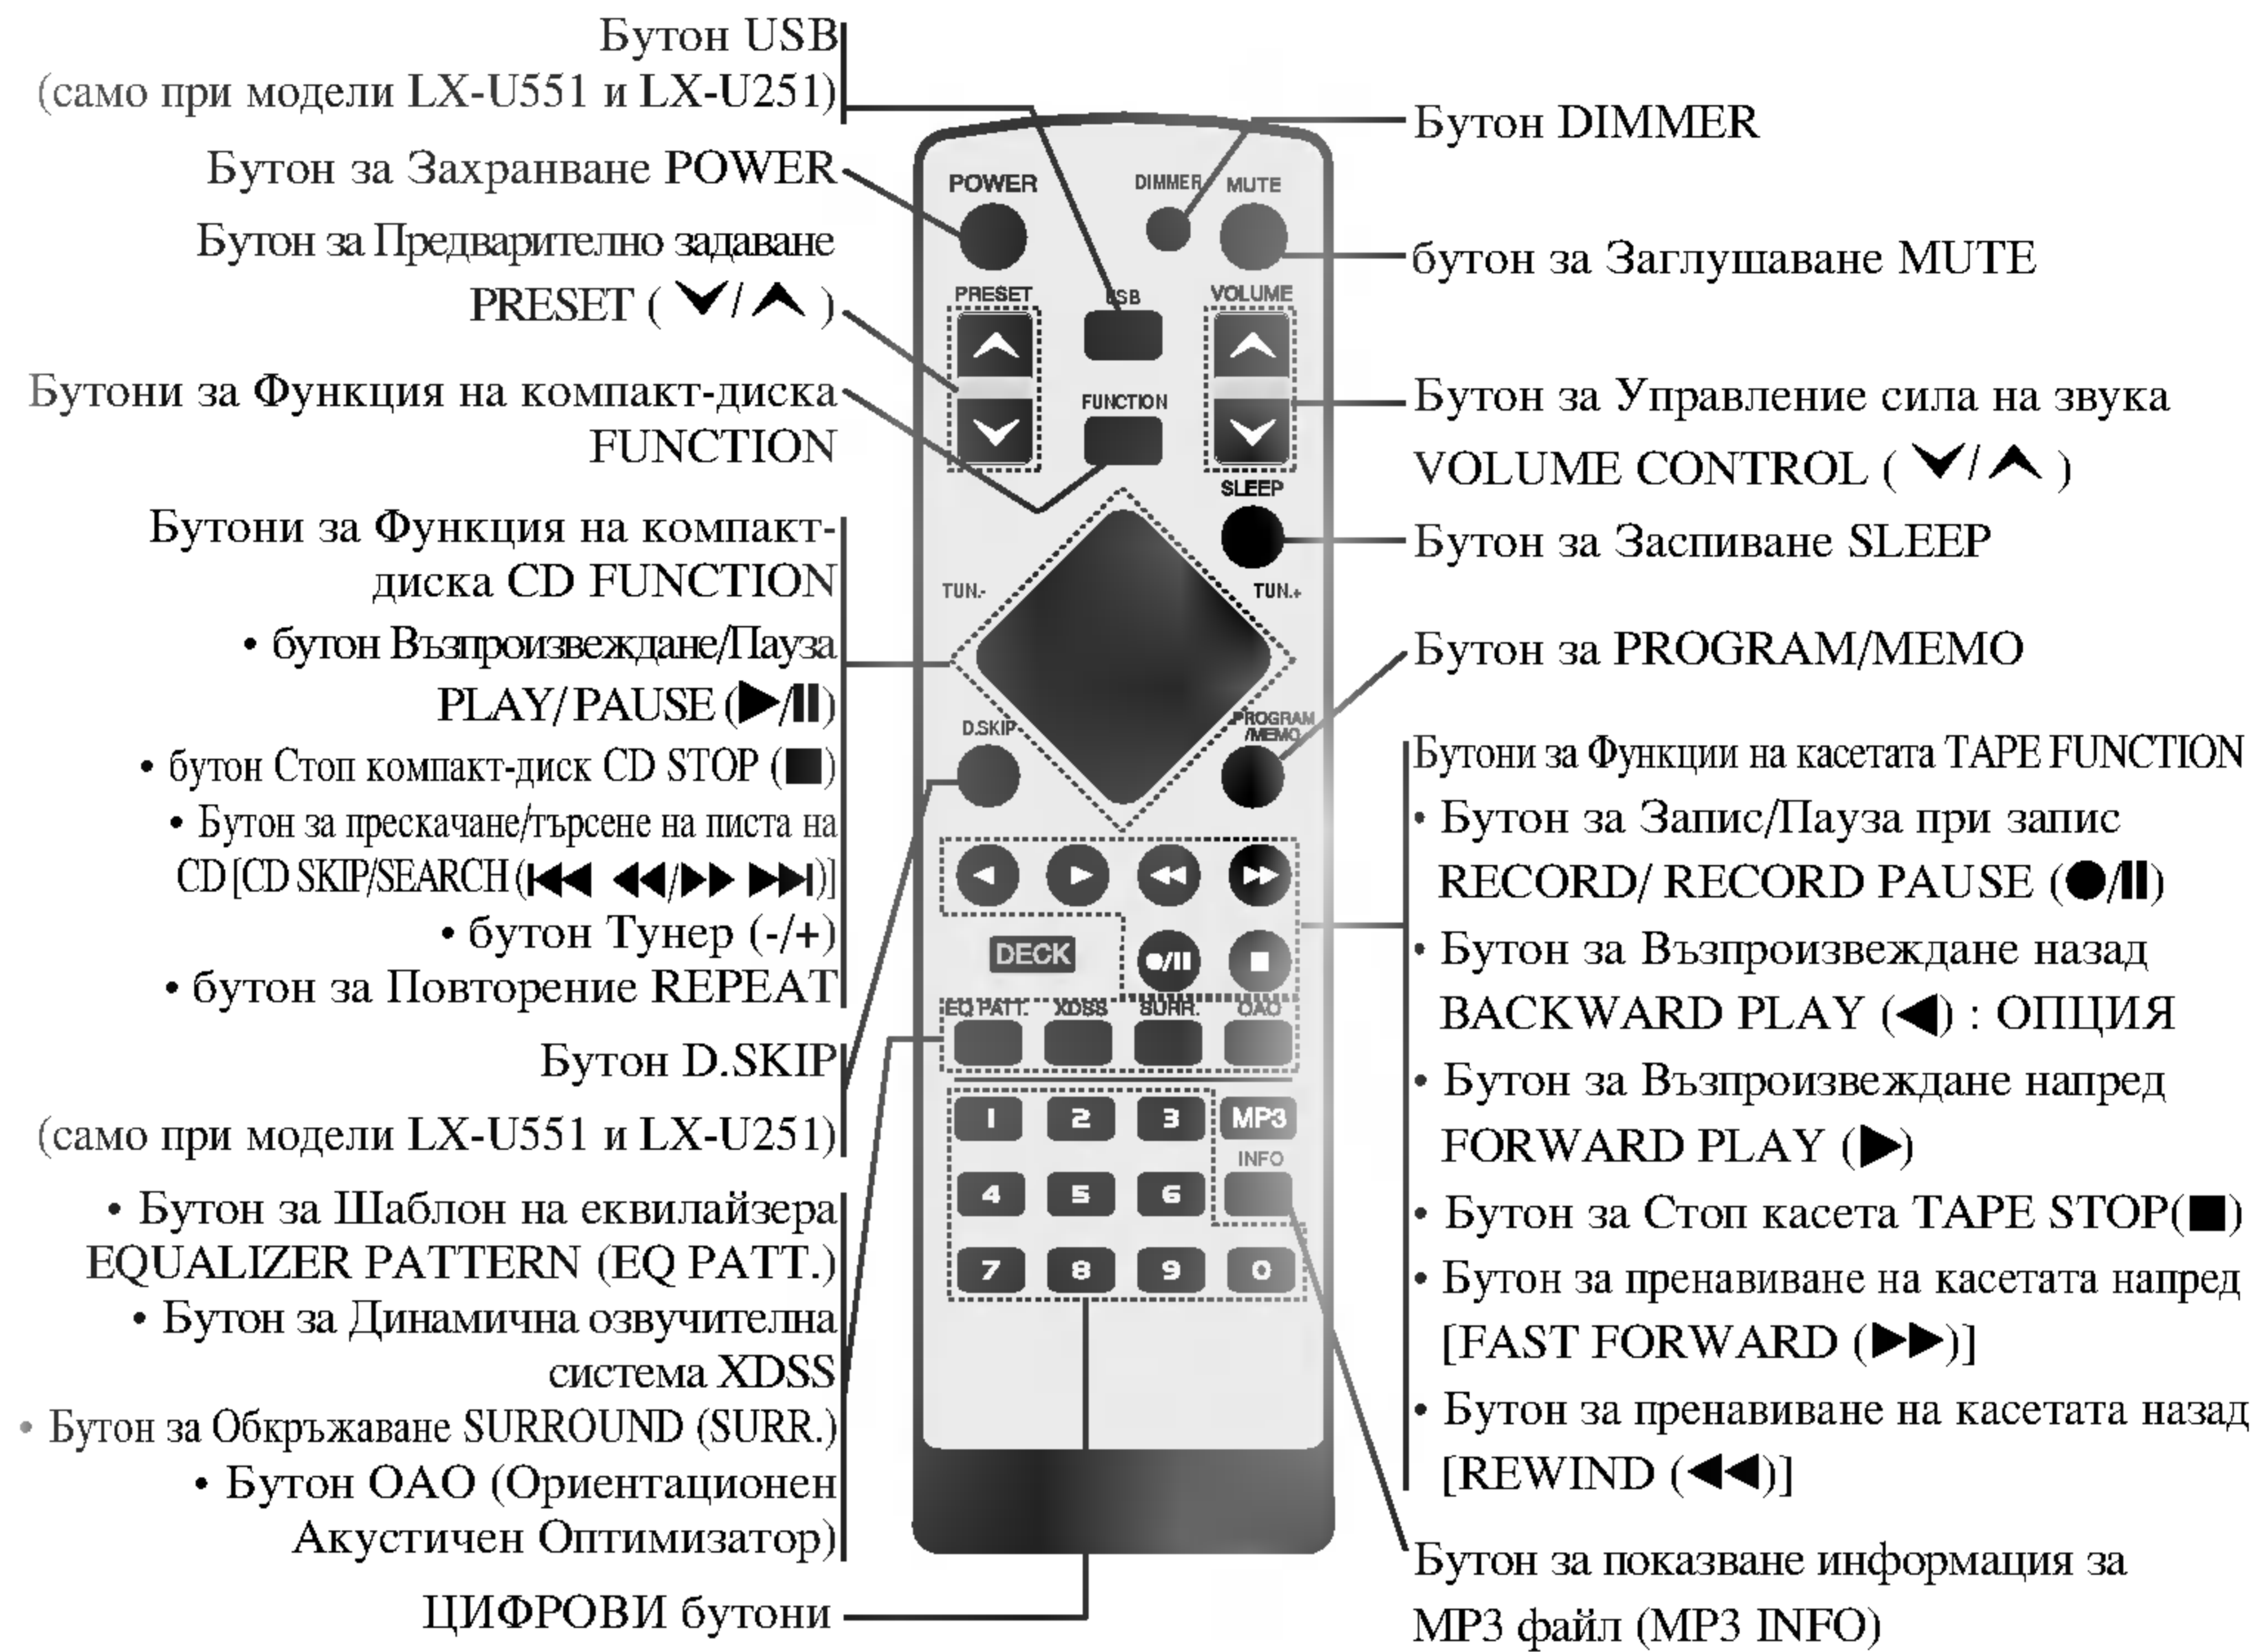 Бутон USB
(само при модели LX-U551 и LX-U251)
Бутон за Захранване POWER
Бутон за Предварително задаване
PRESET ( ⌄/⌃ )
Бутони за Функция на компакт-диска
FUNCTION
Бутони за Функция на компакт-
диска CD FUNCTION
• бутон Възпроизвеждане/Пауза
PLAY/ PAUSE (▶/❚❚)
• бутон Стоп компакт-диск CD STOP (■)
• Бутон за прескачане/търсене на писта на
CD [CD SKIP/SEARCH (|◀◀ ◀◀/▶▶ ▶▶|)]
• бутон Тунер (-/+)
• бутон за Повторение REPEAT
Бутон D.SKIP
(само при модели LX-U551 и LX-U251)
• Бутон за Шаблон на еквилайзера
EQUALIZER PATTERN (EQ PATT.)
• Бутон за Динамична озвучителна
система XDSS
• Бутон за Обкръжаване SURROUND (SURR.)
• Бутон OAO (Ориентационен
Акустичен Оптимизатор)
ЦИФРОВИ бутони
POWER
DIMMER
MUTE
PRESET
USB
VOLUME
FUNCTION
SLEEP
TUN.-
TUN.+
D.SKIP
PROGRAM
/MEMO
DECK
●/❚❚
EQ PATT.
XDSS
SURR.
OAO
1 2 3 MP3
INFO
4 5 6
7 8 9 0
Бутон DIMMER
бутон за Заглушаване MUTE
Бутон за Управление сила на звука
VOLUME CONTROL ( ⌄/⌃ )
Бутон за Заспиване SLEEP
Бутон за PROGRAM/MEMO
Бутони за Функции на касетата TAPE FUNCTION
• Бутон за Запис/Пауза при запис
RECORD/ RECORD PAUSE (●/❚❚)
• Бутон за Възпроизвеждане назад
BACKWARD PLAY (◀) : ОПЦИЯ
• Бутон за Възпроизвеждане напред
FORWARD PLAY (▶)
• Бутон за Стоп касета TAPE STOP(■)
• Бутон за пренавиване на касетата напред
[FAST FORWARD (▶▶)]
• Бутон за пренавиване на касетата назад
[REWIND (◀◀)]
Бутон за показване информация за
MP3 файл (MP3 INFO)